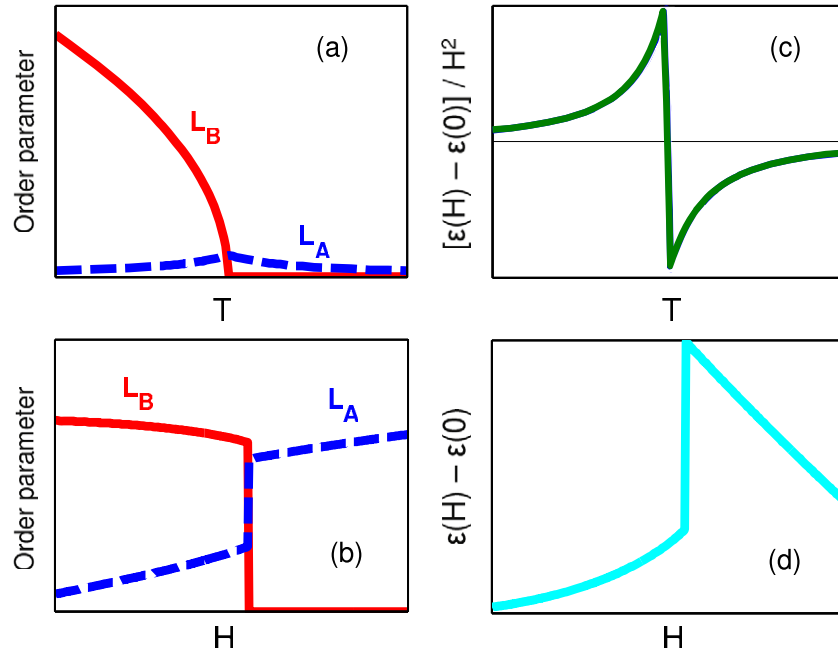 Order parameter
(a)
L_B
L_A
T
[ε(H) − ε(0)] / H²
(c)
T
Order parameter
L_B
L_A
(b)
H
ε(H) − ε(0)
(d)
H